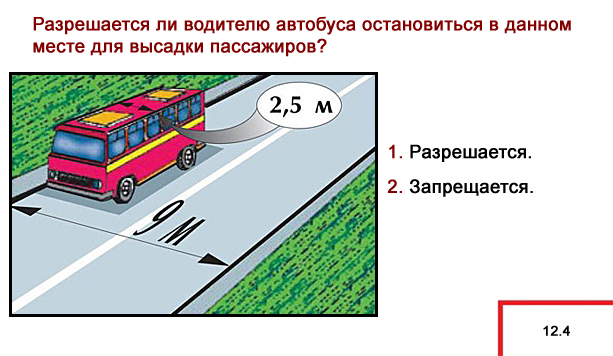 Разрешается ли водителю автобуса остановиться в данном
месте для высадки пассажиров?
2,5 м
1. Разрешается.
2. Запрещается.
9 м
12.4